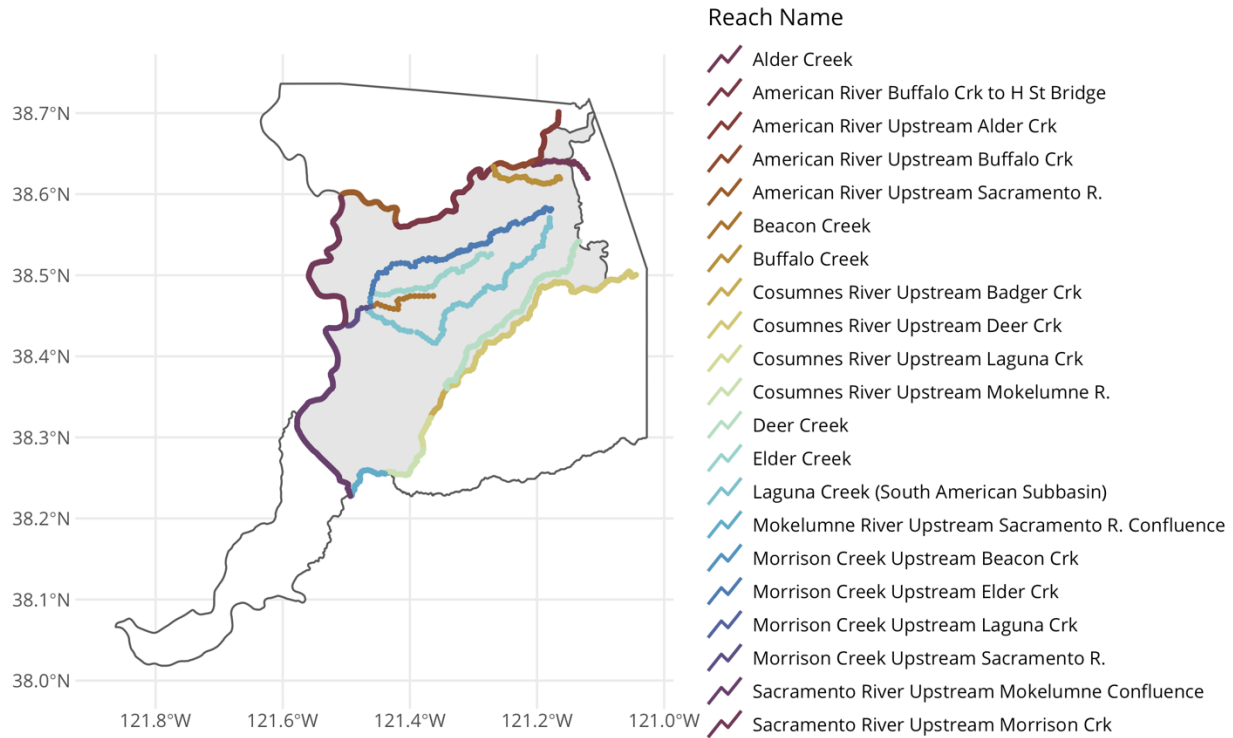 Reach Name
Alder Creek
American River Buffalo Crk to H St Bridge
American River Upstream Alder Crk
American River Upstream Buffalo Crk
American River Upstream Sacramento R.
Beacon Creek
Buffalo Creek
Cosumnes River Upstream Badger Crk
Cosumnes River Upstream Deer Crk
Cosumnes River Upstream Laguna Crk
Cosumnes River Upstream Mokelumne R.
Deer Creek
Elder Creek
Laguna Creek (South American Subbasin)
Mokelumne River Upstream Sacramento R. Confluence
Morrison Creek Upstream Beacon Crk
Morrison Creek Upstream Elder Crk
Morrison Creek Upstream Laguna Crk
Morrison Creek Upstream Sacramento R.
Sacramento River Upstream Mokelumne Confluence
Sacramento River Upstream Morrison Crk
38.7°N
38.6°N
38.5°N
38.4°N
38.3°N
38.2°N
38.1°N
38.0°N
121.8°W 121.6°W 121.4°W 121.2°W 121.0°W